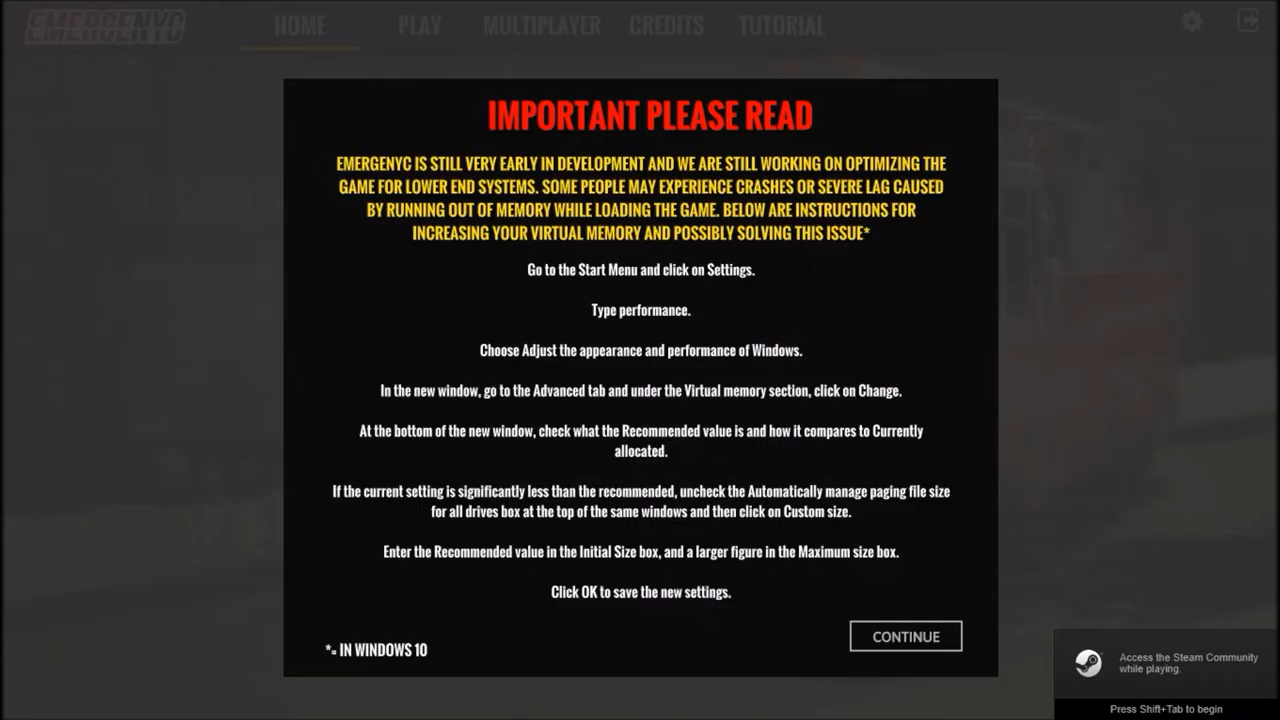 EMERGENYC
HOME
PLAY
MULTIPLAYER
CREDITS
TUTORIAL
IMPORTANT PLEASE READ
EMERGENYC IS STILL VERY EARLY IN DEVELOPMENT AND WE ARE STILL WORKING ON OPTIMIZING THE
GAME FOR LOWER END SYSTEMS. SOME PEOPLE MAY EXPERIENCE CRASHES OR SEVERE LAG CAUSED
BY RUNNING OUT OF MEMORY WHILE LOADING THE GAME. BELOW ARE INSTRUCTIONS FOR
INCREASING YOUR VIRTUAL MEMORY AND POSSIBLY SOLVING THIS ISSUE*
Go to the Start Menu and click on Settings.
Type performance.
Choose Adjust the appearance and performance of Windows.
In the new window, go to the Advanced tab and under the Virtual memory section, click on Change.
At the bottom of the new window, check what the Recommended value is and how it compares to Currently
allocated.
If the current setting is significantly less than the recommended, uncheck the Automatically manage paging file size
for all drives box at the top of the same windows and then click on Custom size.
Enter the Recommended value in the Initial Size box, and a larger figure in the Maximum size box.
Click OK to save the new settings.
*= IN WINDOWS 10
CONTINUE
Access the Steam Community
while playing.
Press Shift+Tab to begin